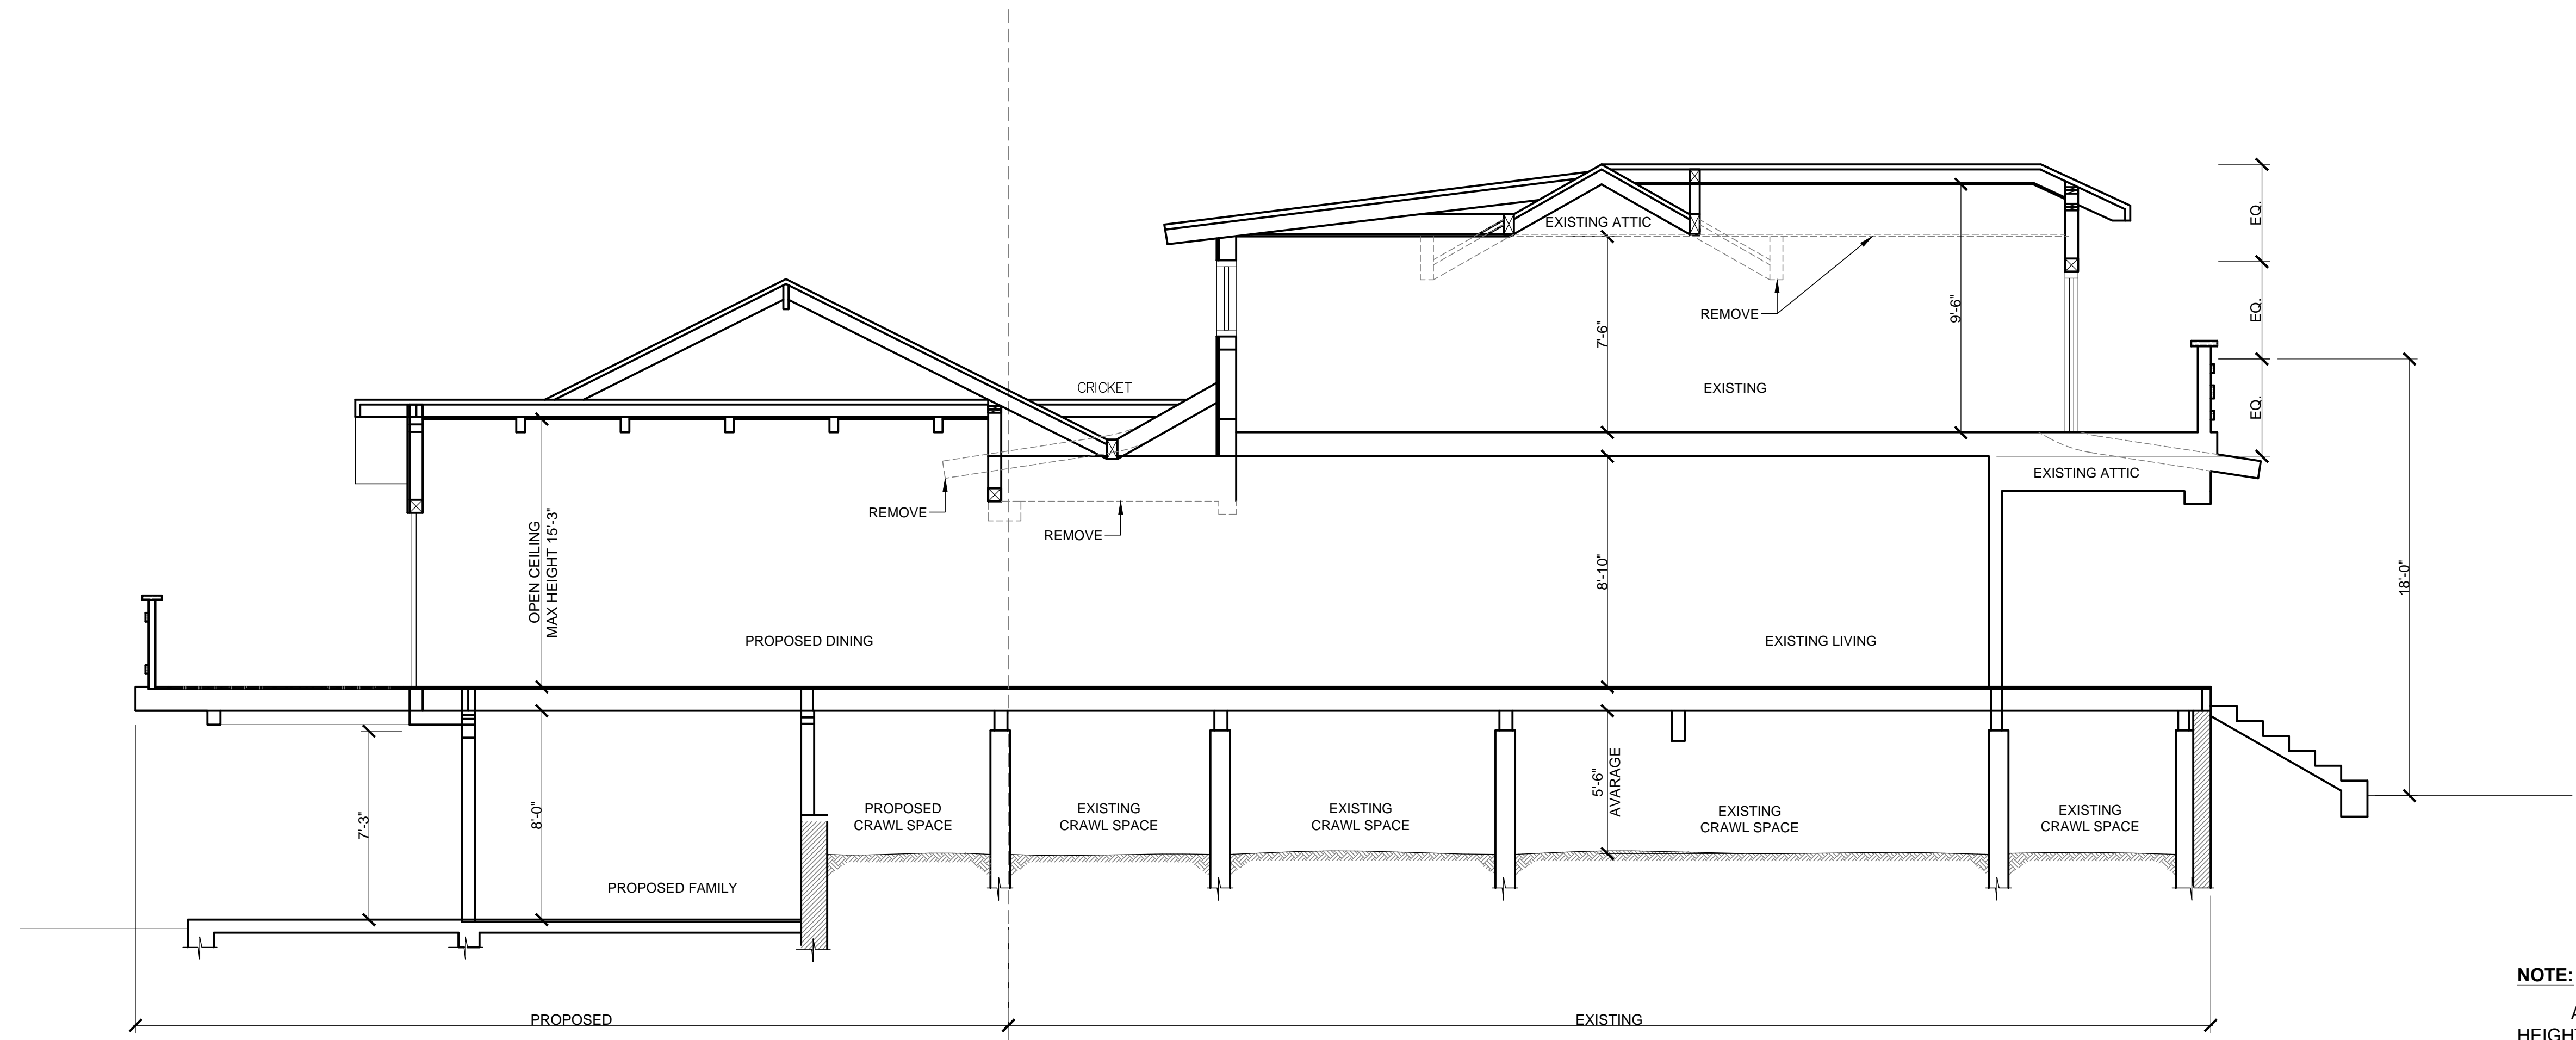 EQ.
EXISTING ATTIC
REMOVE
9'-6"
EQ.
7'-6"
CRICKET
EXISTING
EQ.
EXISTING ATTIC
REMOVE
REMOVE
OPEN CEILING
MAX HEIGHT 15'-3"
8'-10"
18'-0"
PROPOSED DINING
EXISTING LIVING
5'-6"
AVARAGE
7'-3"
8'-0"
PROPOSED
CRAWL SPACE
EXISTING
CRAWL SPACE
EXISTING
CRAWL SPACE
EXISTING
CRAWL SPACE
EXISTING
CRAWL SPACE
PROPOSED FAMILY
NOTE:
A
HEIGHT
PROPOSED
EXISTING